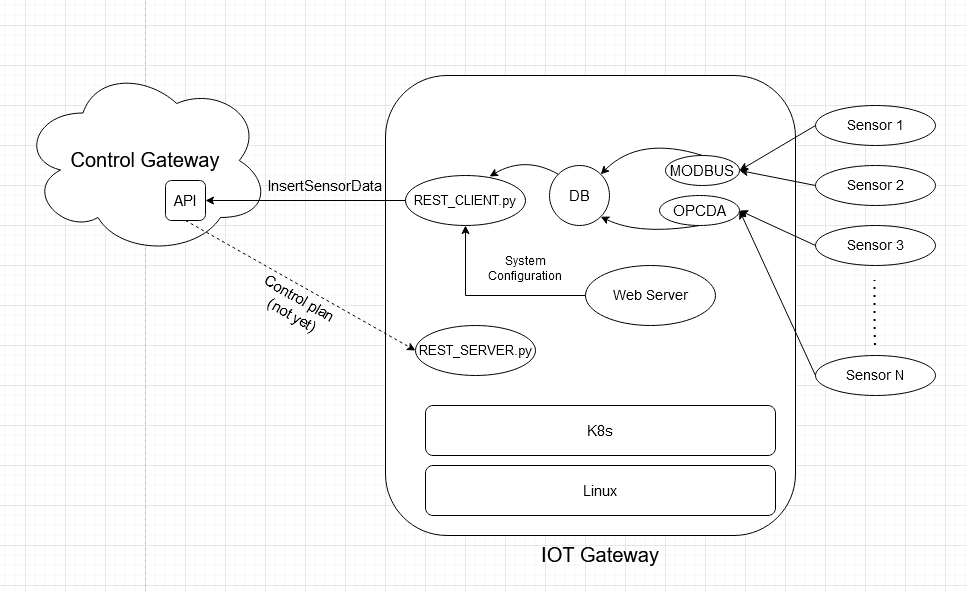 Control Gateway
API
InsertSensorData
REST_CLIENT.py
DB
MODBUS
OPCDA
Sensor 1
Sensor 2
Sensor 3
Sensor N
System
Configuration
Web Server
Control plan
(not yet)
REST_SERVER.py
K8s
Linux
IOT Gateway